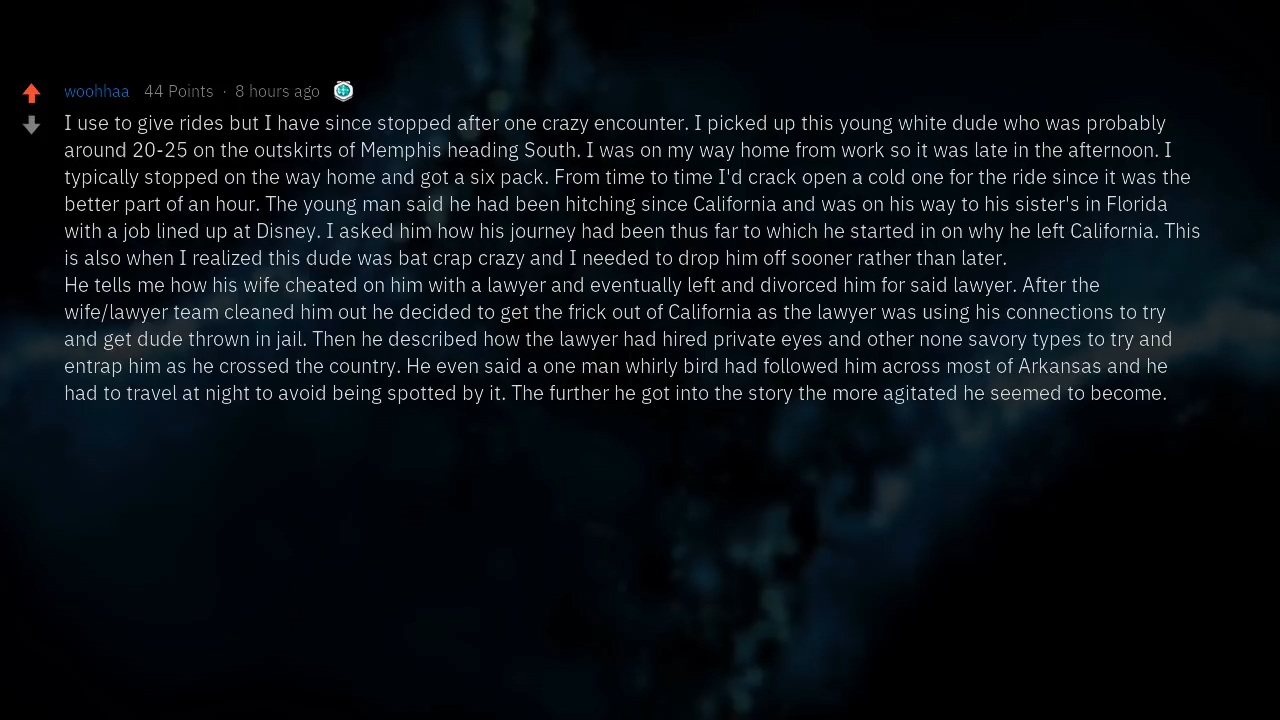 woohhaa 44 Points · 8 hours ago
I use to give rides but I have since stopped after one crazy encounter. I picked up this young white dude who was probably
around 20-25 on the outskirts of Memphis heading South. I was on my way home from work so it was late in the afternoon. I
typically stopped on the way home and got a six pack. From time to time I'd crack open a cold one for the ride since it was the
better part of an hour. The young man said he had been hitching since California and was on his way to his sister's in Florida
with a job lined up at Disney. I asked him how his journey had been thus far to which he started in on why he left California. This
is also when I realized this dude was bat crap crazy and I needed to drop him off sooner rather than later.
He tells me how his wife cheated on him with a lawyer and eventually left and divorced him for said lawyer. After the
wife/lawyer team cleaned him out he decided to get the frick out of California as the lawyer was using his connections to try
and get dude thrown in jail. Then he described how the lawyer had hired private eyes and other none savory types to try and
entrap him as he crossed the country. He even said a one man whirly bird had followed him across most of Arkansas and he
had to travel at night to avoid being spotted by it. The further he got into the story the more agitated he seemed to become.